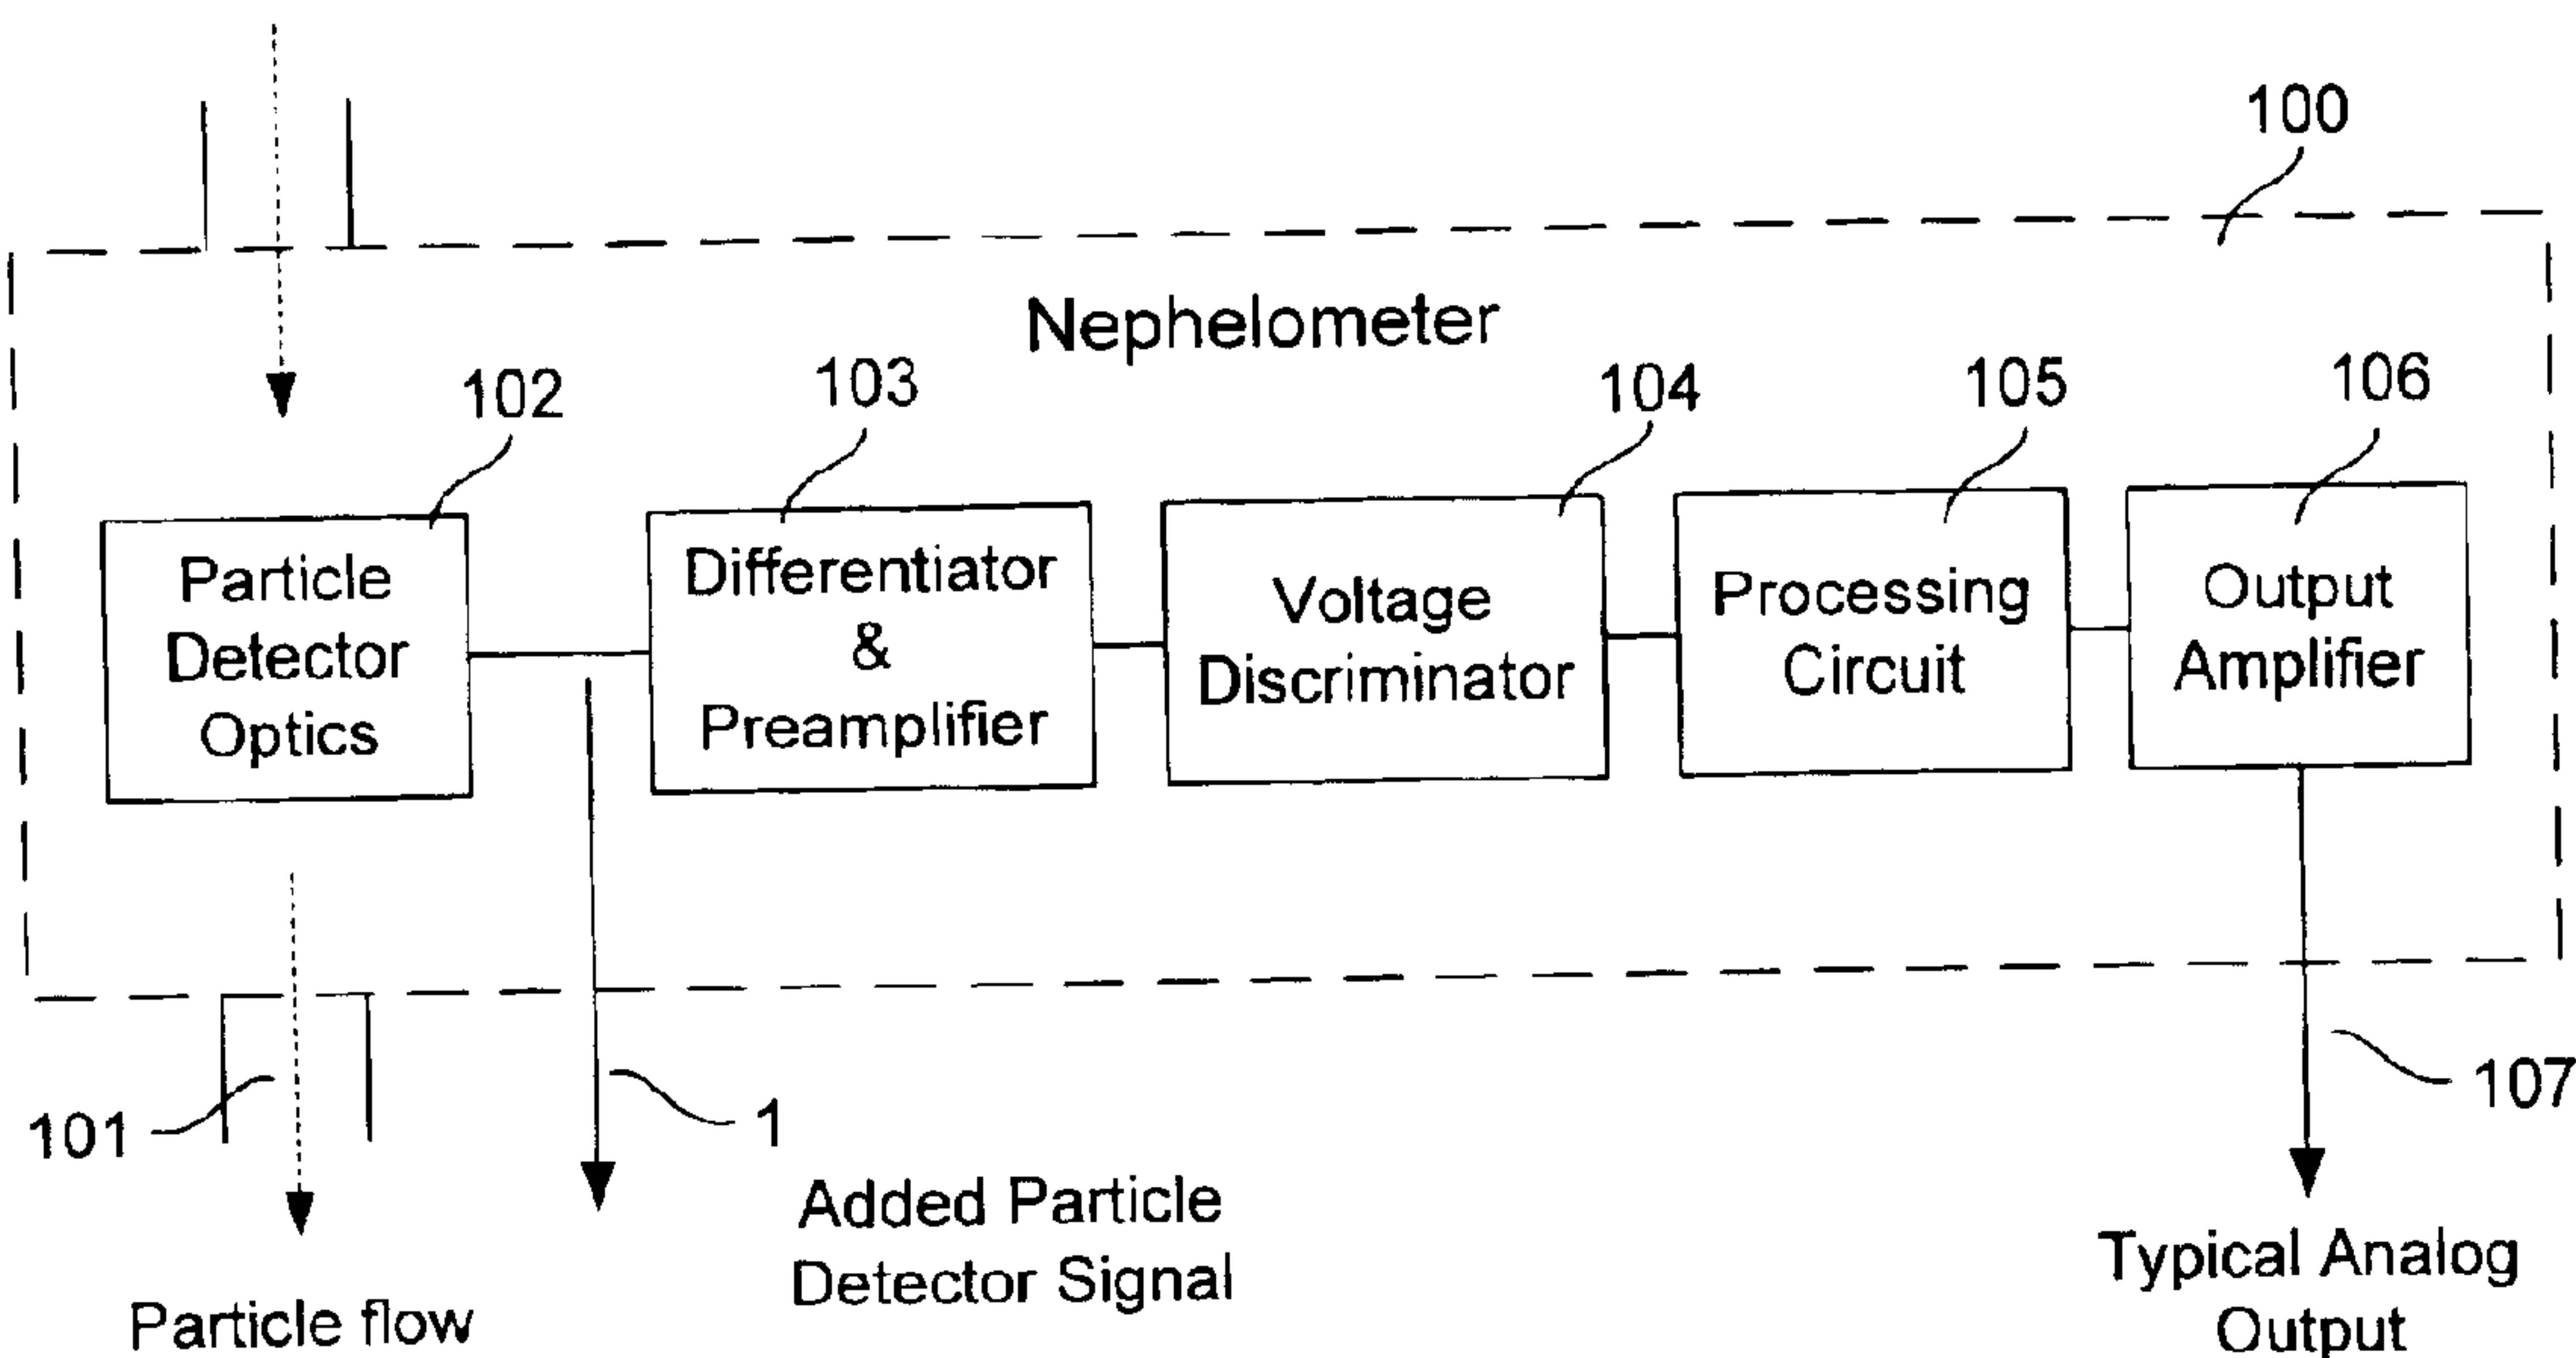 100
Nephelometer
102
103
104
105
106
Particle
Detector
Optics
Differentiator
&
Preamplifier
Voltage
Discriminator
Processing
Circuit
Output
Amplifier
101
1
107
Particle flow
Added Particle
Detector Signal
Typical Analog
Output